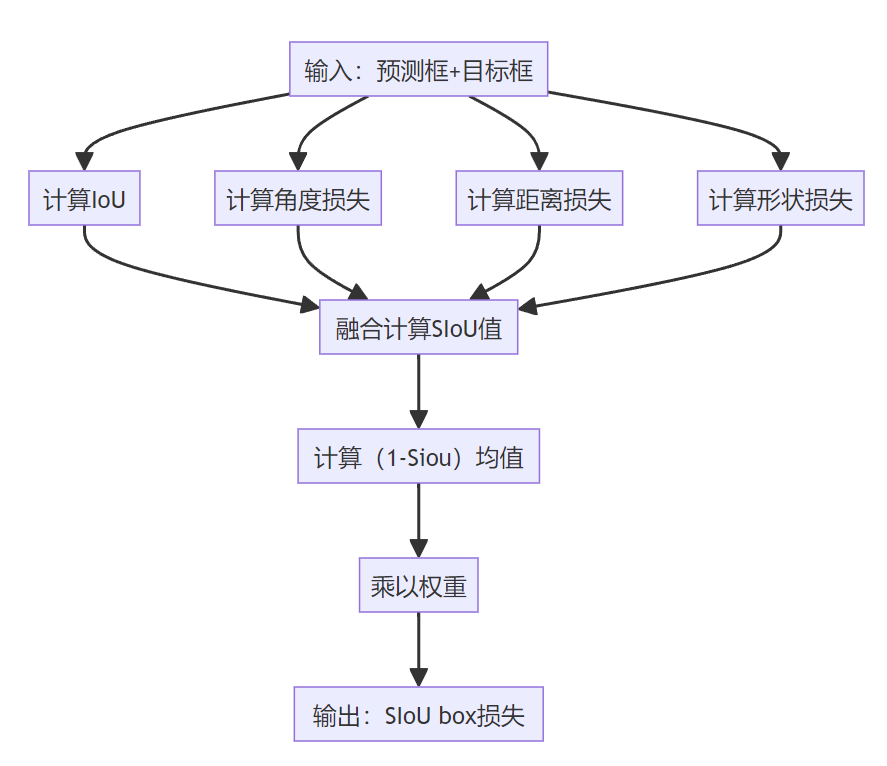 输入：预测框+目标框
计算IoU
计算角度损失
计算距离损失
计算形状损失
融合计算SIoU值
计算（1-Siou）均值
乘以权重
输出：SIoU box损失